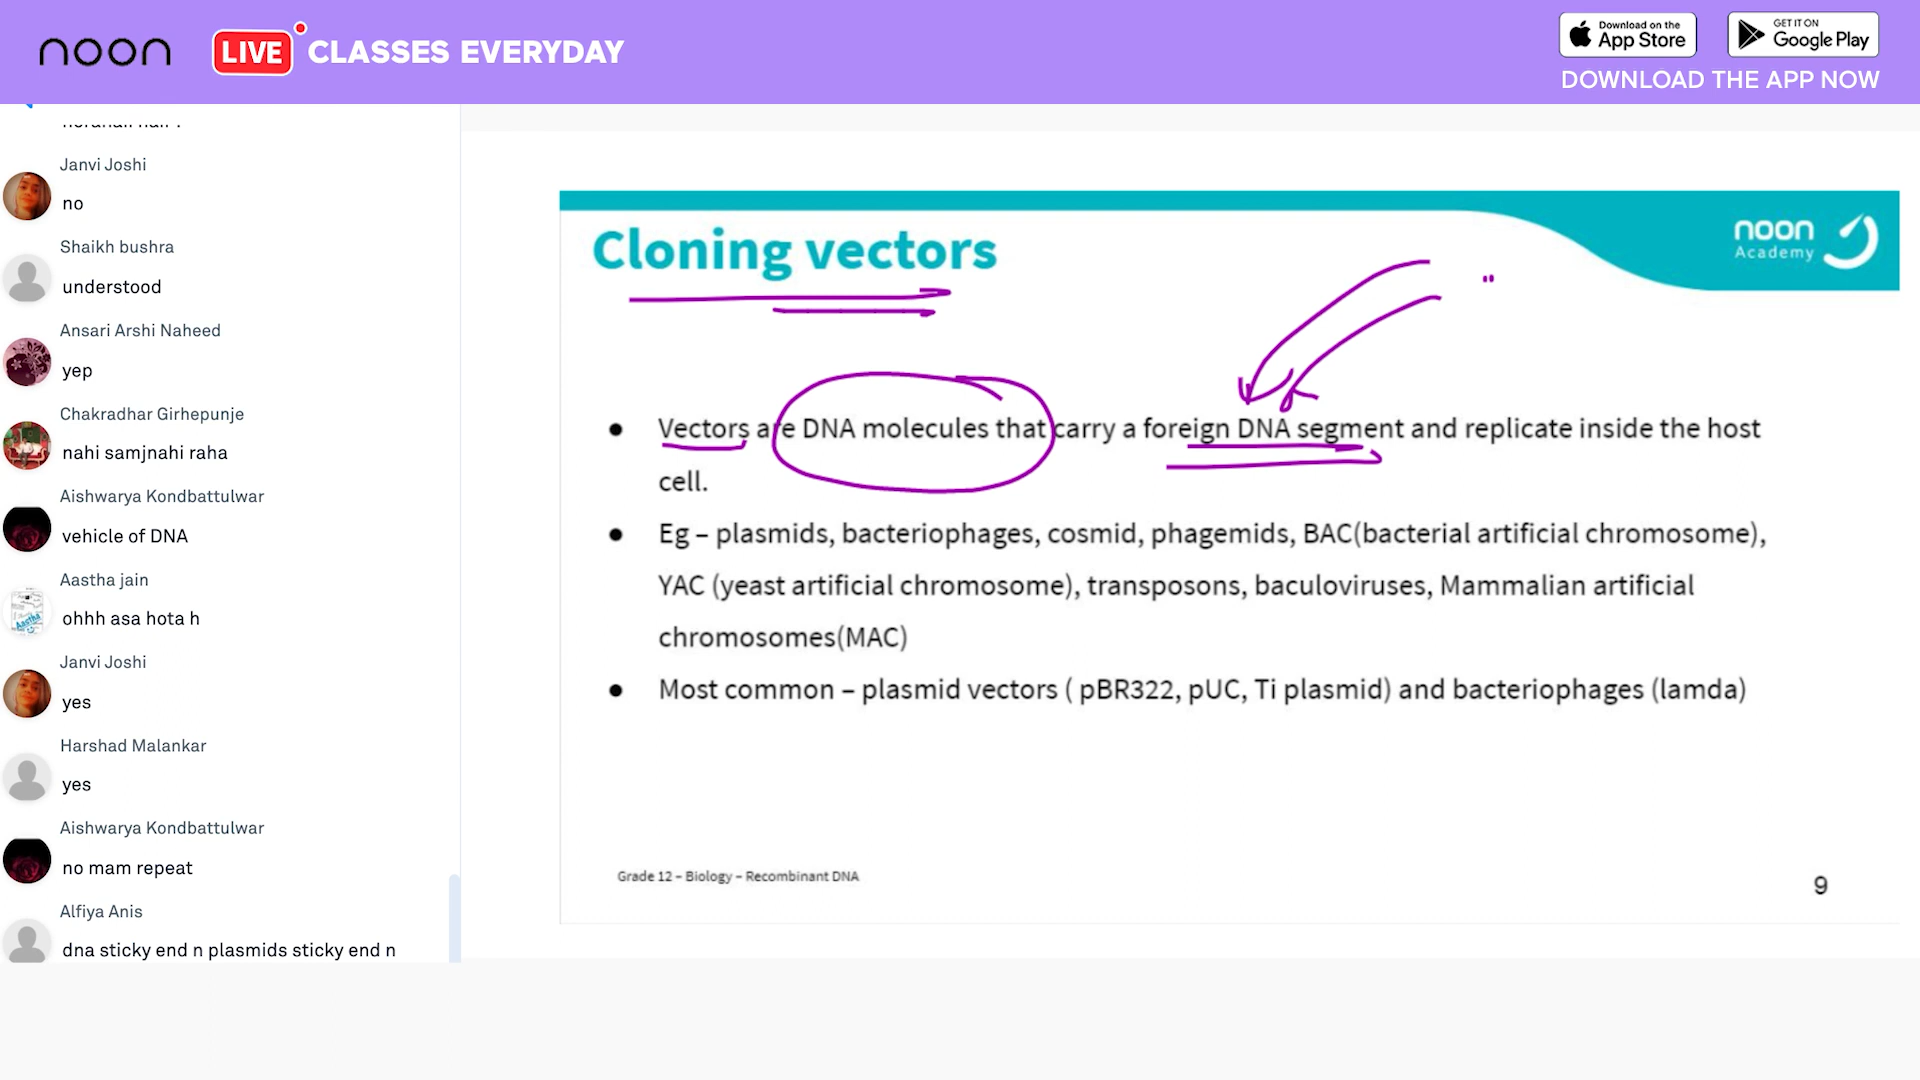 noon LIVE CLASSES EVERYDAY
Download on the App Store
GET IT ON Google Play
DOWNLOAD THE APP NOW
Janvi Joshi
no
Shaikh bushra
understood
Ansari Arshi Naheed
yep
Chakradhar Girhepunje
nahi samjnahi raha
Aishwarya Kondbattulwar
vehicle of DNA
Aastha jain
ohhh asa hota h
Janvi Joshi
yes
Harshad Malankar
yes
Aishwarya Kondbattulwar
no mam repeat
Alfiya Anis
dna sticky end n plasmids sticky end n
noon
Academy
Cloning vectors
● Vectors are DNA molecules that carry a foreign DNA segment and replicate inside the host
cell.
● Eg – plasmids, bacteriophages, cosmid, phagemids, BAC(bacterial artificial chromosome),
YAC (yeast artificial chromosome), transposons, baculoviruses, Mammalian artificial
chromosomes(MAC)
● Most common – plasmid vectors ( pBR322, pUC, Ti plasmid) and bacteriophages (lamda)
Grade 12 – Biology – Recombinant DNA
9